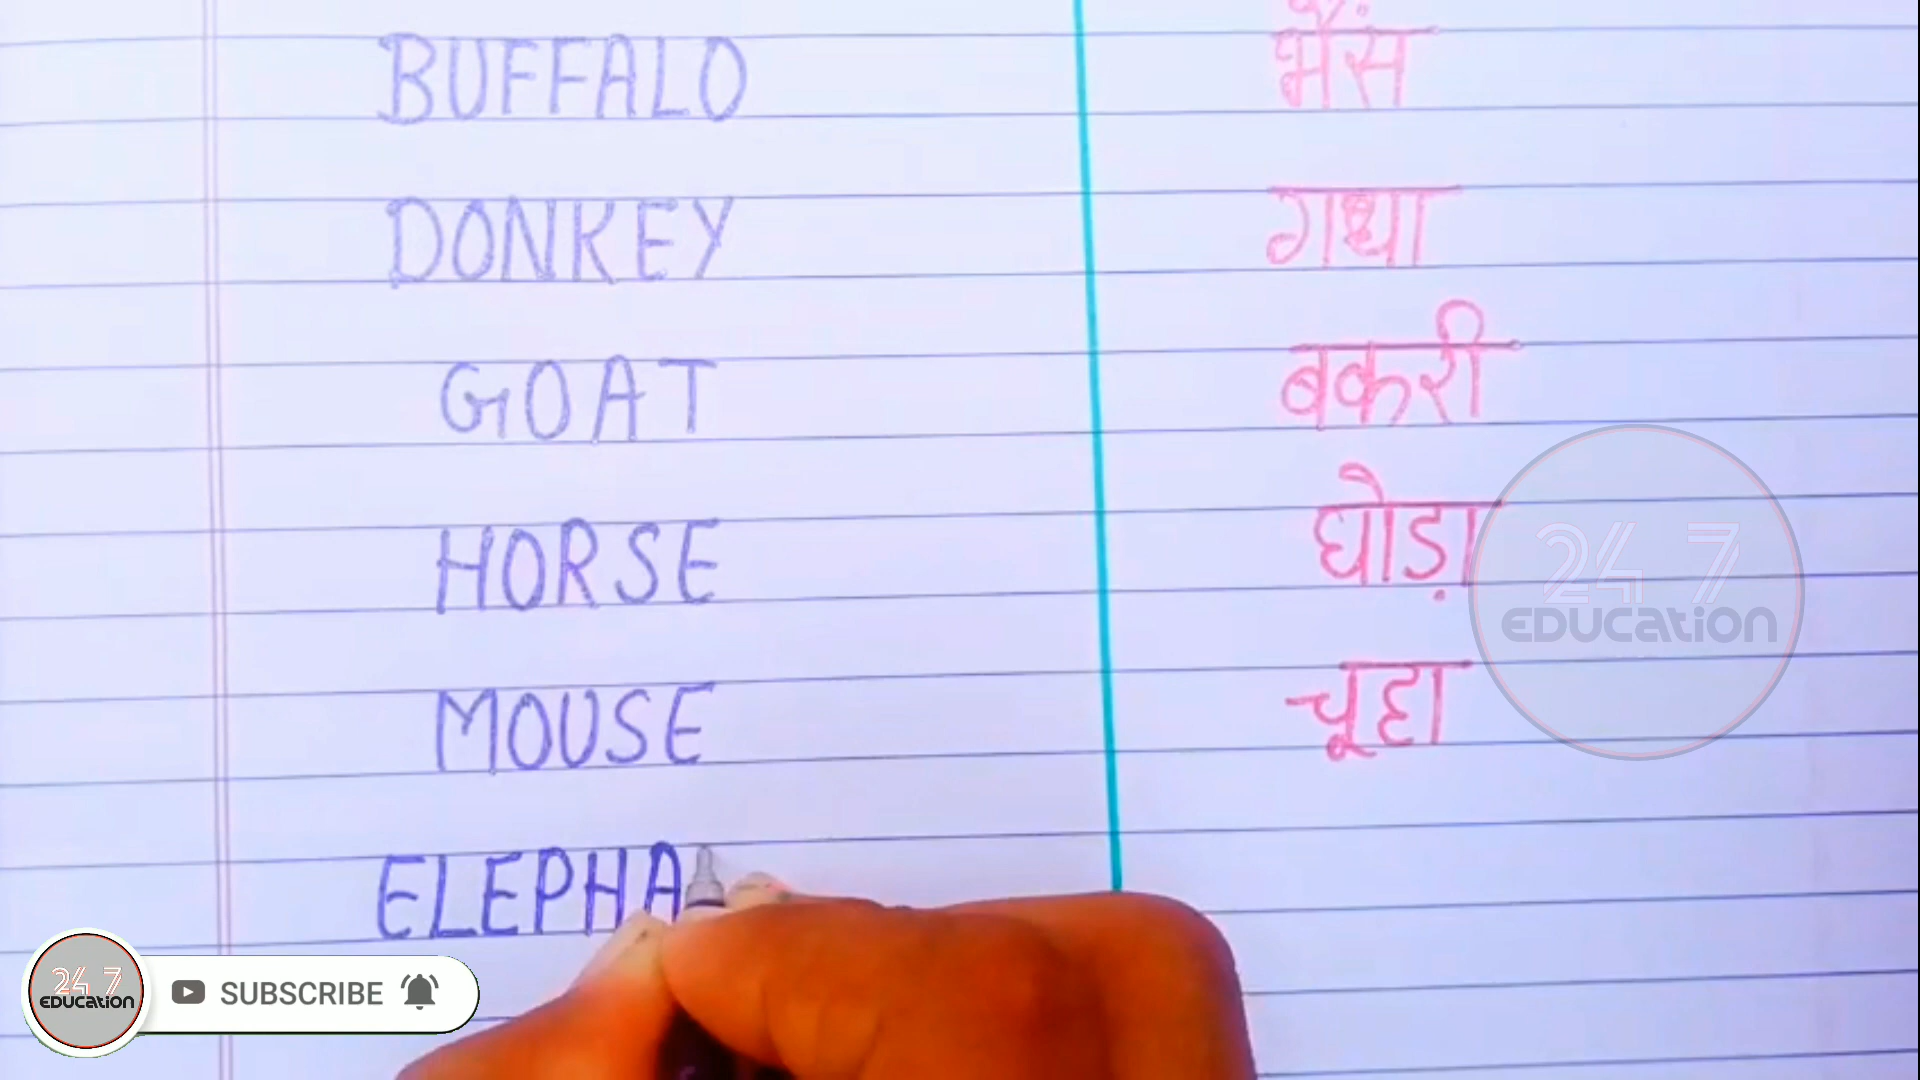 BUFFALO भैंस
DONKEY गधा
GOAT बकरी
HORSE घोड़ा
24 7
EDUCATION
MOUSE चूहा
ELEPHA
24 7
EDUCATION
SUBSCRIBE